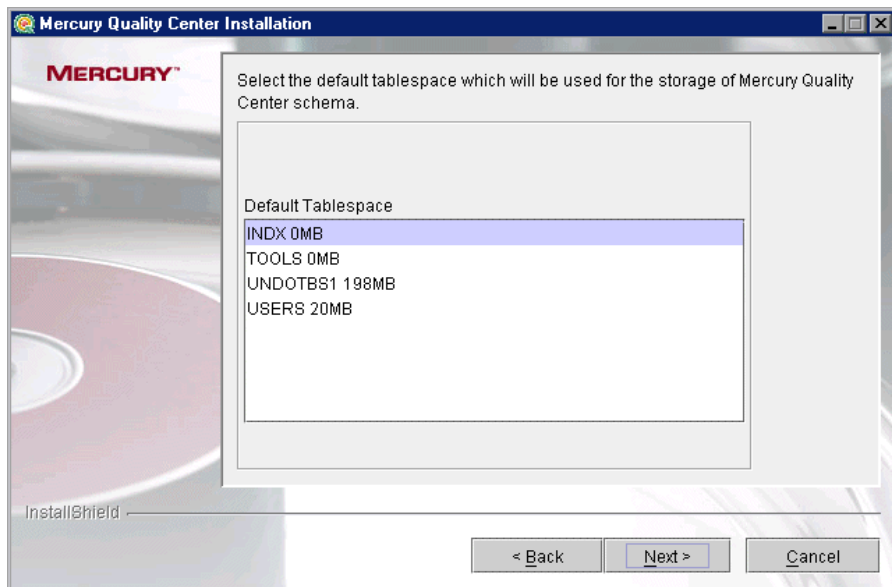 Mercury Quality Center Installation
MERCURY™
Select the default tablespace which will be used for the storage of Mercury Quality
Center schema.
Default Tablespace
INDX 0MB
TOOLS 0MB
UNDOTBS1 198MB
USERS 20MB
InstallShield
< Back
Next >
Cancel